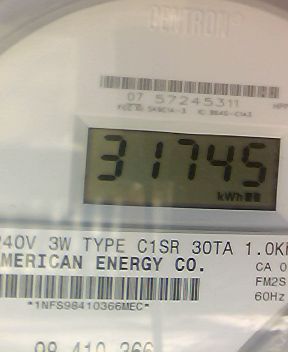 CENTRON®
07 57245311
31745
kWh
240V 3W TYPE C1SR 30TA 1.0Kh
AMERICAN ENERGY CO.
CA 0
FM2S
60Hz
*1NFS98410366MEC*
98 410 366